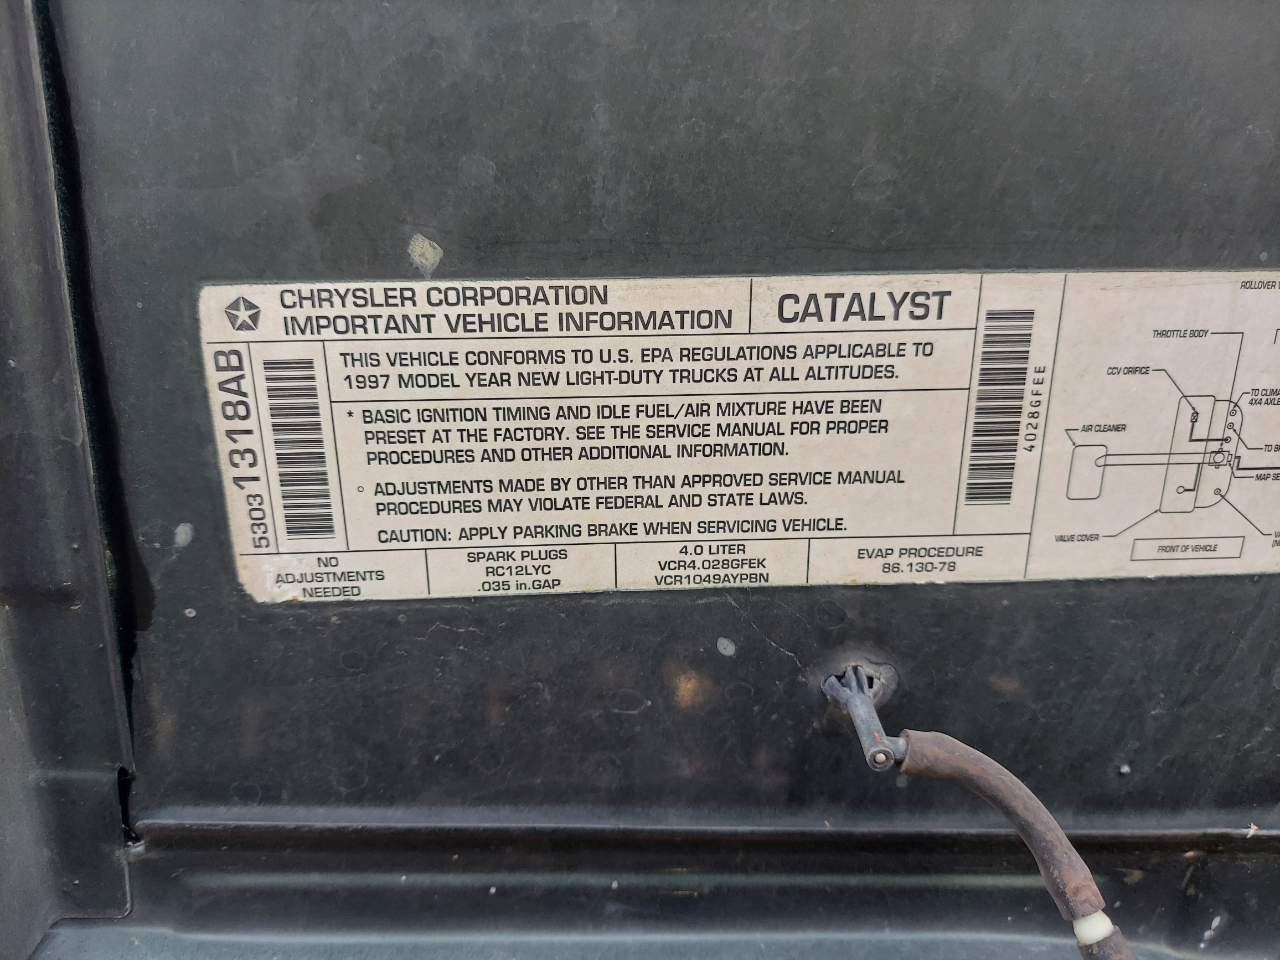 CHRYSLER CORPORATION
IMPORTANT VEHICLE INFORMATION
CATALYST
53031318AB
THIS VEHICLE CONFORMS TO U.S. EPA REGULATIONS APPLICABLE TO
1997 MODEL YEAR NEW LIGHT-DUTY TRUCKS AT ALL ALTITUDES.
* BASIC IGNITION TIMING AND IDLE FUEL/AIR MIXTURE HAVE BEEN
PRESET AT THE FACTORY. SEE THE SERVICE MANUAL FOR PROPER
PROCEDURES AND OTHER ADDITIONAL INFORMATION.
○ ADJUSTMENTS MADE BY OTHER THAN APPROVED SERVICE MANUAL
PROCEDURES MAY VIOLATE FEDERAL AND STATE LAWS.
CAUTION: APPLY PARKING BRAKE WHEN SERVICING VEHICLE.
NO
ADJUSTMENTS
NEEDED
SPARK PLUGS
RC12LYC
.035 in.GAP
4.0 LITER
VCR4.028GFEK
VCR1049AYPBN
EVAP PROCEDURE
86.130-78
4028GFEE
ROLLOVER
THROTTLE BODY
CCV ORIFICE
TO
4X4
AIR CLEANER
TO
MAP
VALVE COVER
FRONT OF VEHICLE